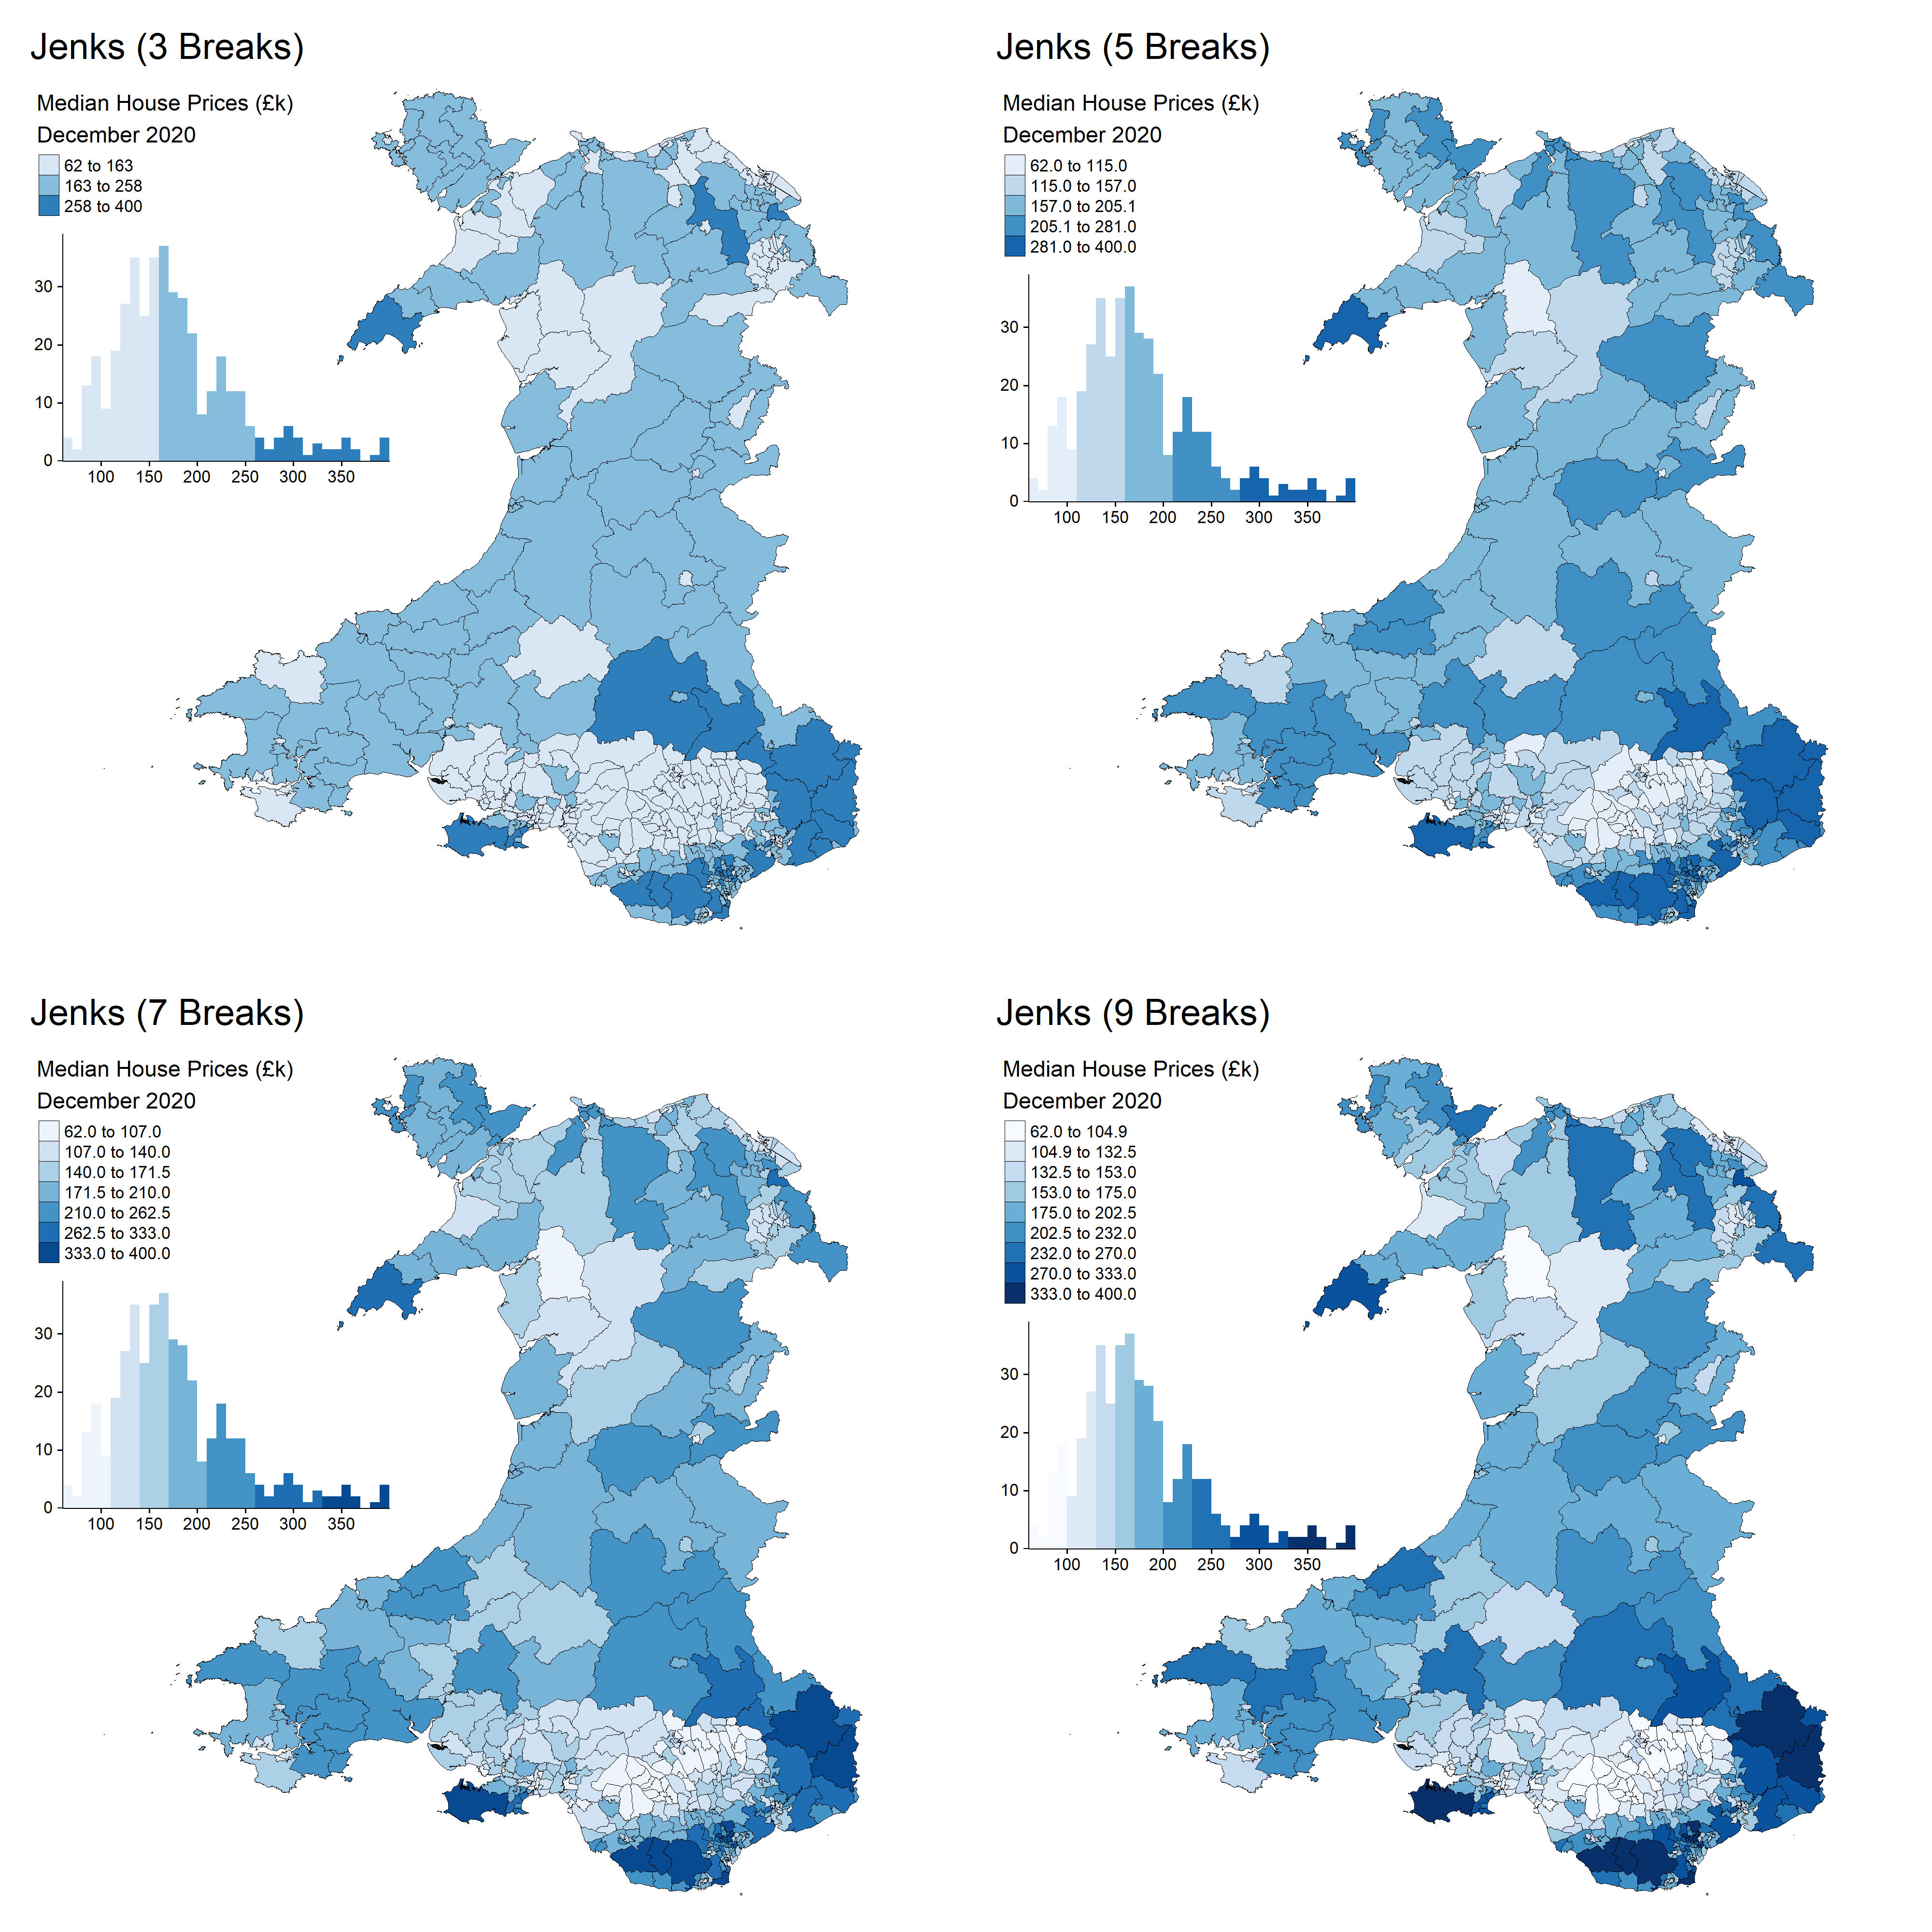 Jenks (3 Breaks)
Median House Prices (£k)
December 2020
62 to 163
163 to 258
258 to 400
30
20
10
0
100 150 200 250 300 350
Jenks (5 Breaks)
Median House Prices (£k)
December 2020
62.0 to 115.0
115.0 to 157.0
157.0 to 205.1
205.1 to 281.0
281.0 to 400.0
30
20
10
0
100 150 200 250 300 350
Jenks (7 Breaks)
Median House Prices (£k)
December 2020
62.0 to 107.0
107.0 to 140.0
140.0 to 171.5
171.5 to 210.0
210.0 to 262.5
262.5 to 333.0
333.0 to 400.0
30
20
10
0
100 150 200 250 300 350
Jenks (9 Breaks)
Median House Prices (£k)
December 2020
62.0 to 104.9
104.9 to 132.5
132.5 to 153.0
153.0 to 175.0
175.0 to 202.5
202.5 to 232.0
232.0 to 270.0
270.0 to 333.0
333.0 to 400.0
30
20
10
0
100 150 200 250 300 350